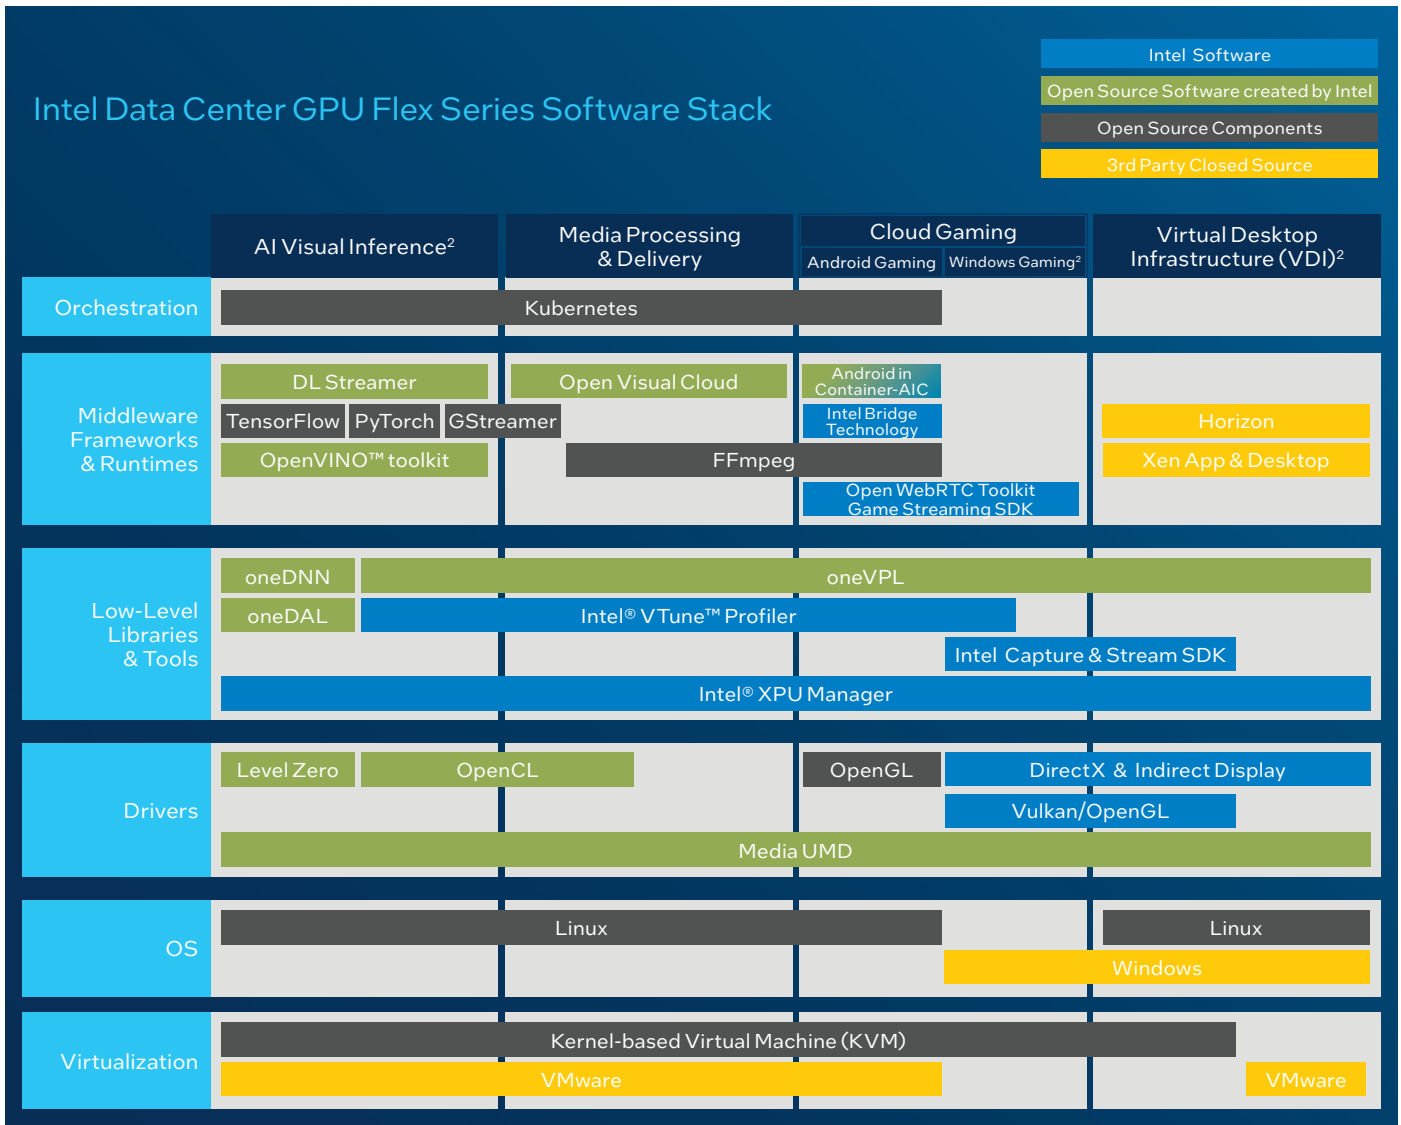 Intel Software
Open Source Software created by Intel
Intel Data Center GPU Flex Series Software Stack
Open Source Components
3rd Party Closed Source
AI Visual Inference²
Media Processing
& Delivery
Cloud Gaming
Android Gaming
Windows Gaming²
Virtual Desktop
Infrastructure (VDI)²
Orchestration
Kubernetes
Middleware
Frameworks
& Runtimes
DL Streamer
Open Visual Cloud
Android in
Container-AIC
TensorFlow
PyTorch
GStreamer
Intel Bridge
Technology
Horizon
OpenVINO™ toolkit
FFmpeg
Xen App & Desktop
Open WebRTC Toolkit
Game Streaming SDK
Low-Level
Libraries
& Tools
oneDNN
oneVPL
oneDAL
Intel® VTune™ Profiler
Intel Capture & Stream SDK
Intel® XPU Manager
Drivers
Level Zero
OpenCL
OpenGL
DirectX & Indirect Display
Vulkan/OpenGL
Media UMD
OS
Linux
Linux
Windows
Virtualization
Kernel-based Virtual Machine (KVM)
VMware
VMware